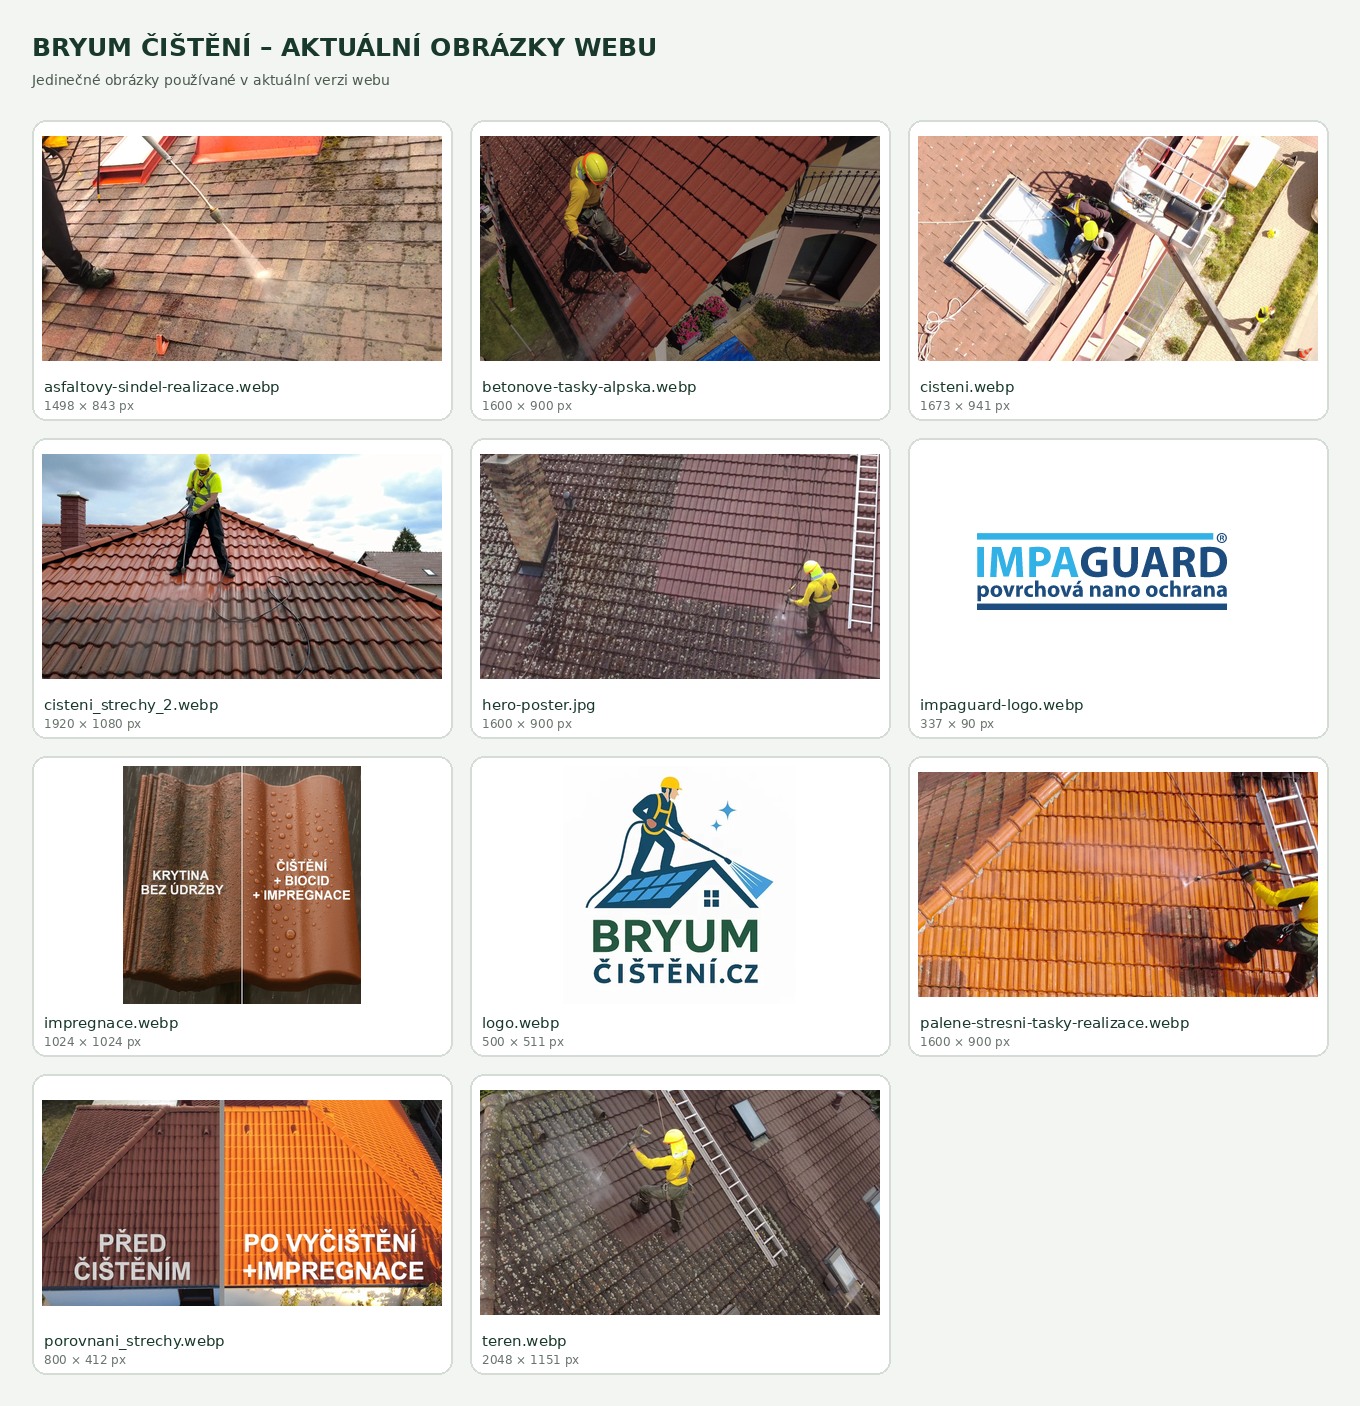 BRYUM ČIŠTĚNÍ – AKTUÁLNÍ OBRÁZKY WEBU
Jedinečné obrázky používané v aktuální verzi webu
asfaltovy-sindel-realizace.webp
1498 × 843 px
betonove-tasky-alpska.webp
1600 × 900 px
cisteni.webp
1673 × 941 px
cisteni_strechy_2.webp
1920 × 1080 px
hero-poster.jpg
1600 × 900 px
IMPAGUARD®
povrchová nano ochrana
impaguard-logo.webp
337 × 90 px
KRYTINA
BEZ ÚDRŽBY
ČIŠTĚNÍ
+ BIOCID
+ IMPREGNACE
impregnace.webp
1024 × 1024 px
BRYUM
ČIŠTĚNÍ.CZ
logo.webp
500 × 511 px
palene-stresni-tasky-realizace.webp
1600 × 900 px
PŘED
ČIŠTĚNÍM
PO VYČIŠTĚNÍ
+IMPREGNACE
porovnani_strechy.webp
800 × 412 px
teren.webp
2048 × 1151 px